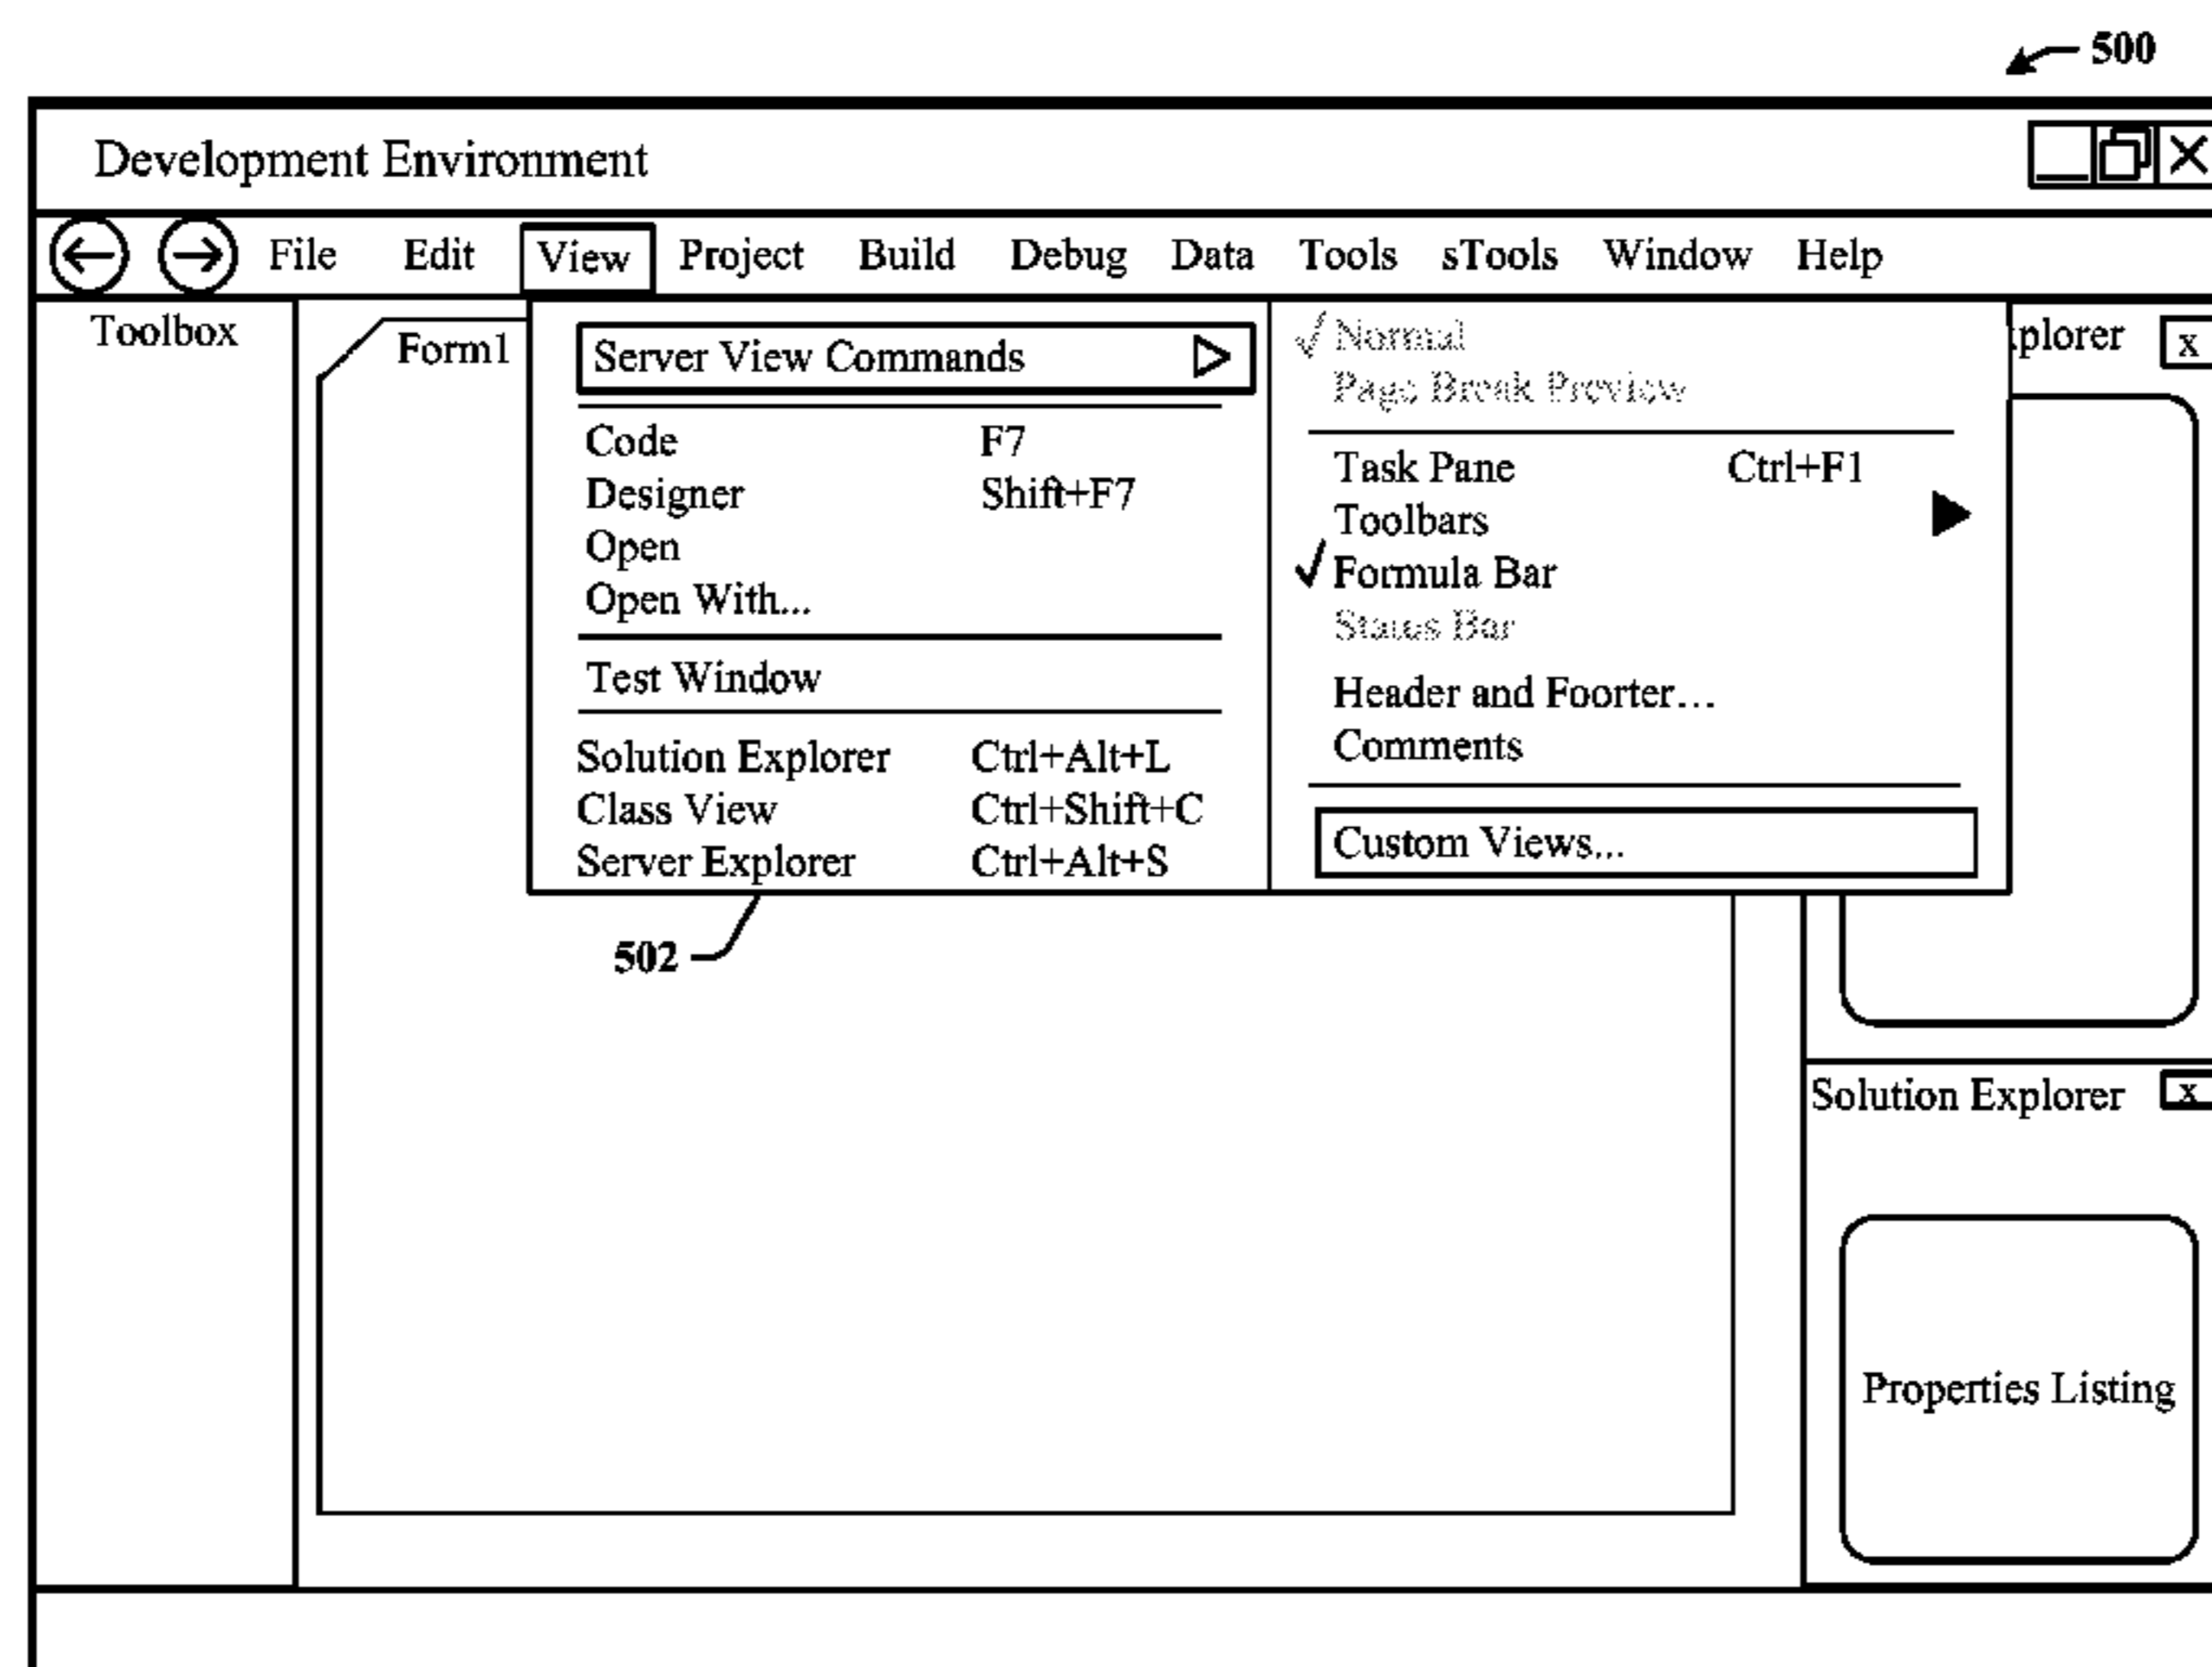 500
Development Environment
File Edit View Project Build Debug Data Tools sTools Window Help
Toolbox
Form1
Server View Commands
Code F7
Designer Shift+F7
Open
Open With...
Test Window
Solution Explorer Ctrl+Alt+L
Class View Ctrl+Shift+C
Server Explorer Ctrl+Alt+S
Normal
Page Break Preview
Task Pane Ctrl+F1
Toolbars
Formula Bar
Status Bar
Header and Foorter...
Comments
Custom Views...
plorer x
502
Solution Explorer x
Properties Listing